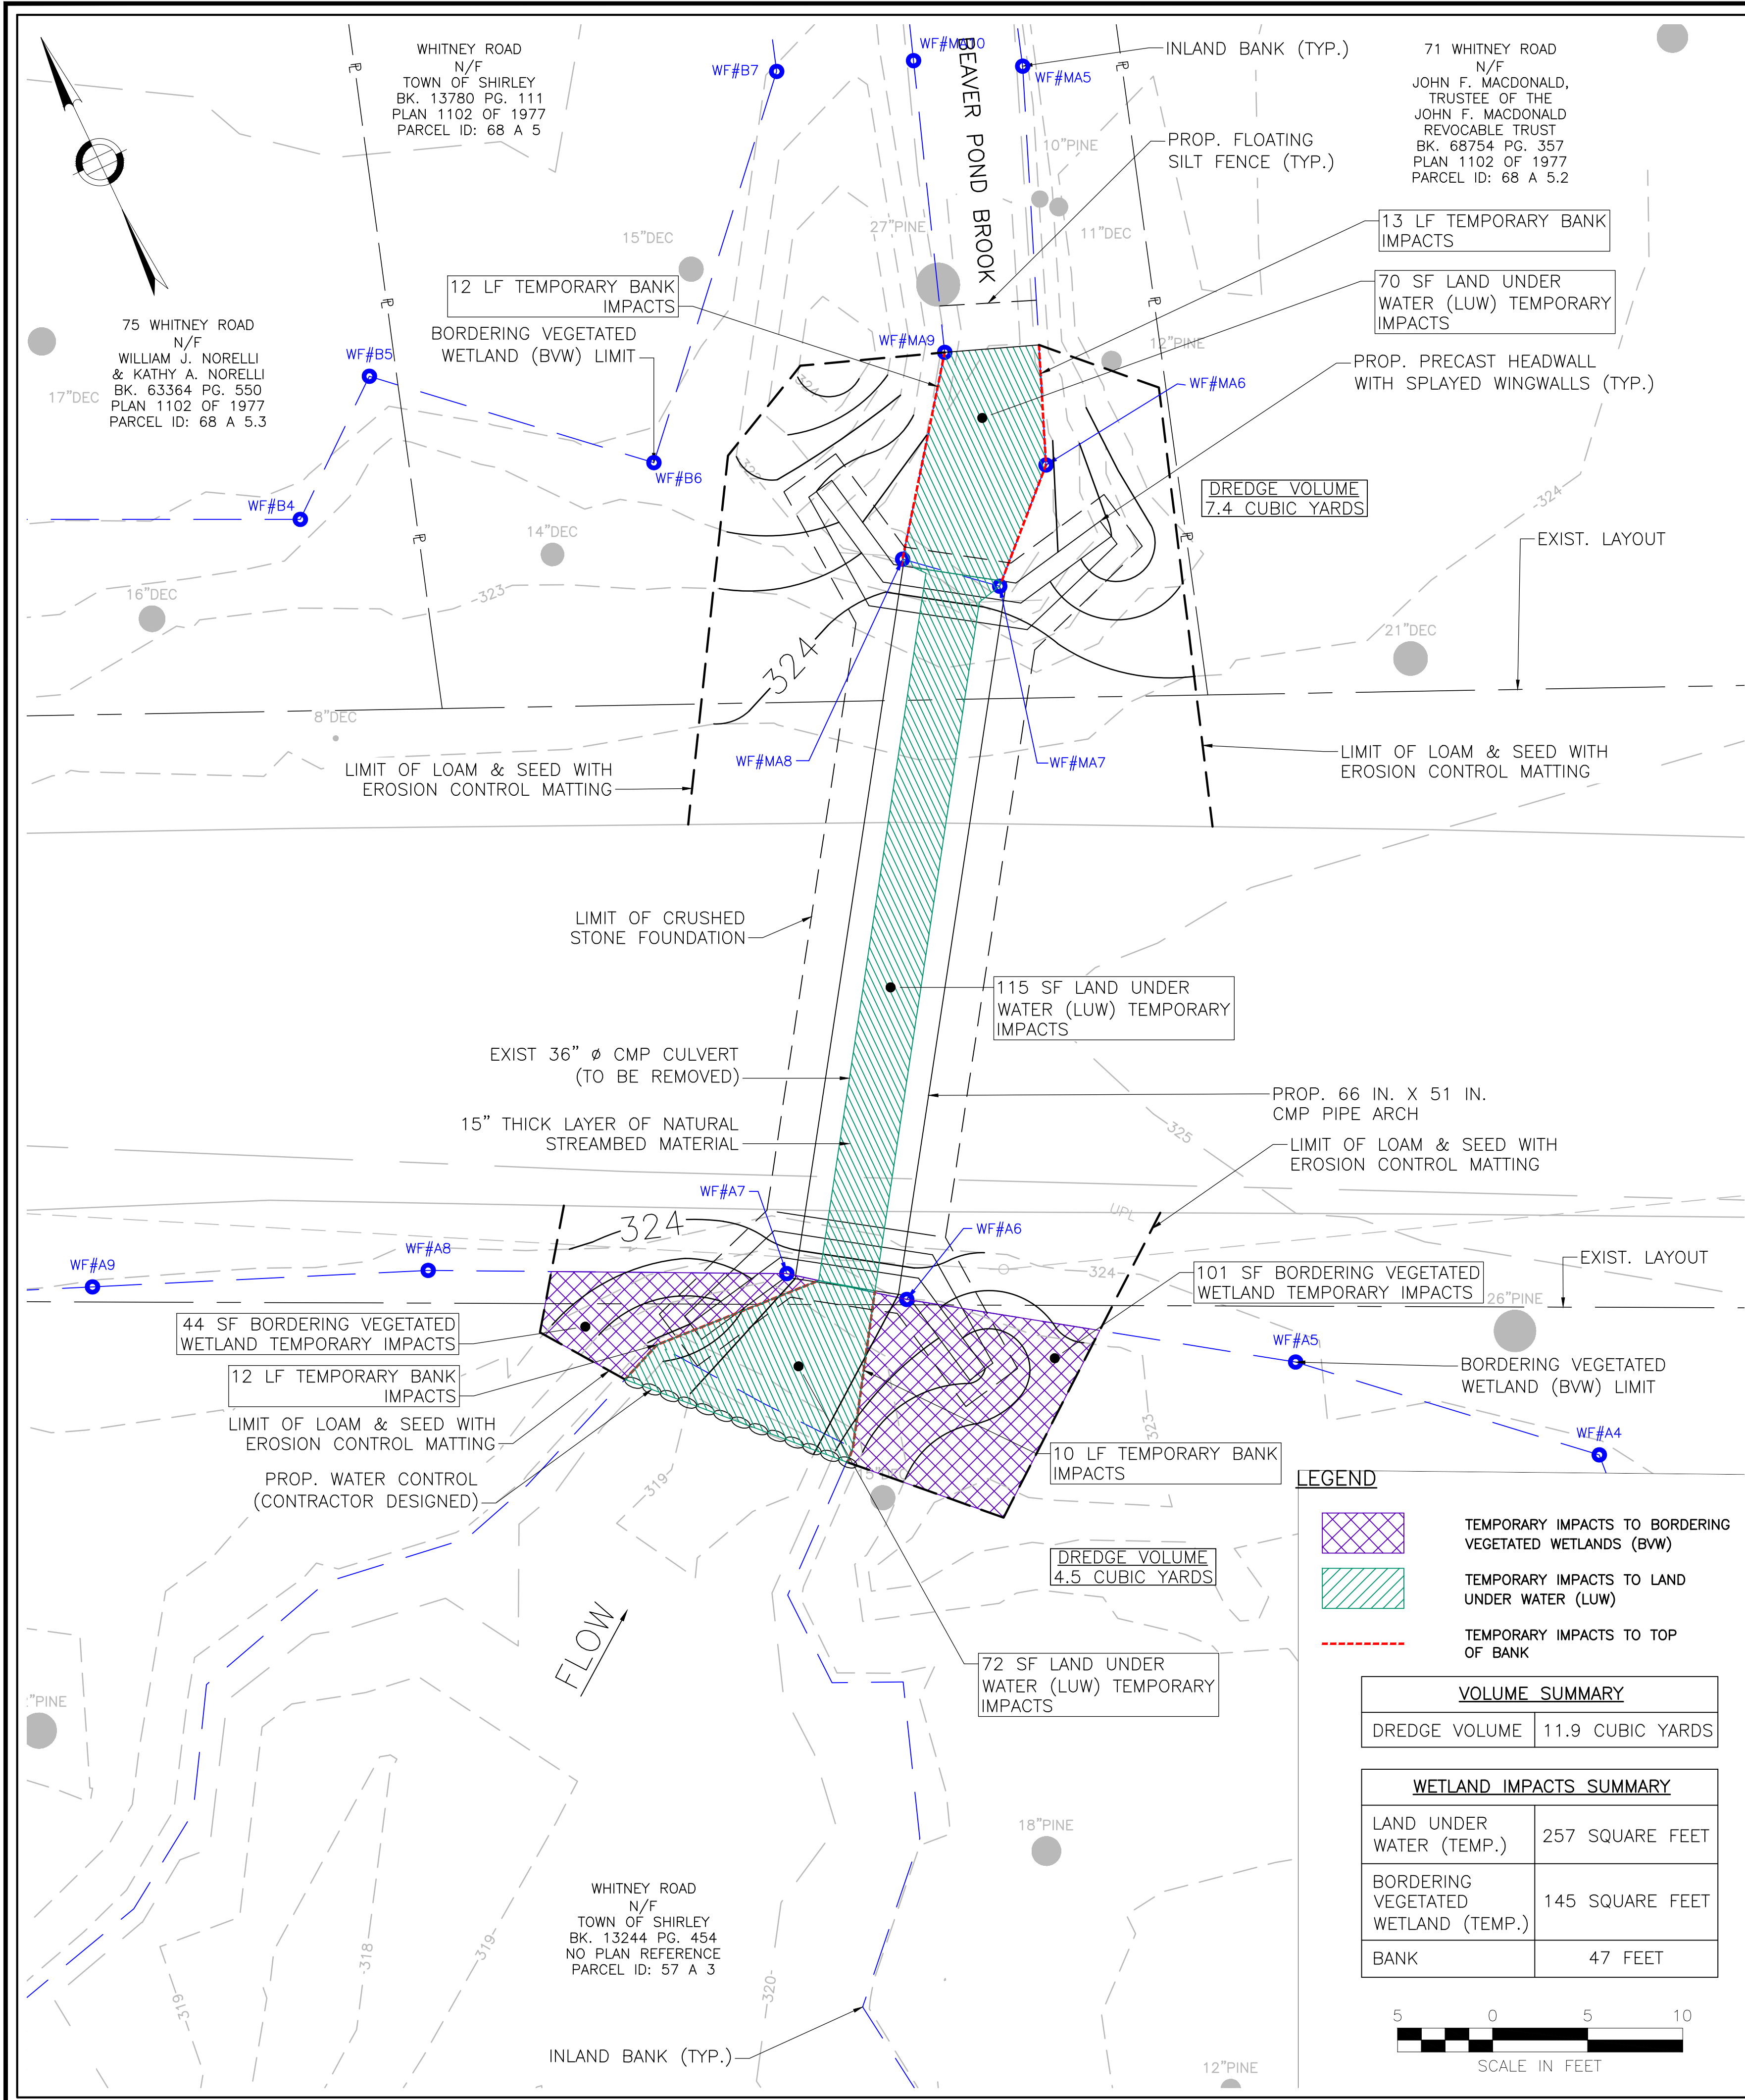 WHITNEY ROAD
N/F
TOWN OF SHIRLEY
BK. 13780 PG. 111
PLAN 1102 OF 1977
PARCEL ID: 68 A 5
WF#B7
WF#MA10
BEAVER POND BROOK
INLAND BANK (TYP.)
WF#MA5
71 WHITNEY ROAD
N/F
JOHN F. MACDONALD,
TRUSTEE OF THE
JOHN F. MACDONALD
REVOCABLE TRUST
BK. 68754 PG. 357
PLAN 1102 OF 1977
PARCEL ID: 68 A 5.2
10"PINE
PROP. FLOATING
SILT FENCE (TYP.)
15"DEC
27"PINE
11"DEC
13 LF TEMPORARY BANK
IMPACTS
12 LF TEMPORARY BANK
IMPACTS
70 SF LAND UNDER
WATER (LUW) TEMPORARY
IMPACTS
75 WHITNEY ROAD
N/F
WILLIAM J. NORELLI
& KATHY A. NORELLI
BK. 63364 PG. 550
PLAN 1102 OF 1977
PARCEL ID: 68 A 5.3
17"DEC
BORDERING VEGETATED
WETLAND (BVW) LIMIT
WF#B5
WF#MA9
12"PINE
WF#MA6
PROP. PRECAST HEADWALL
WITH SPLAYED WINGWALLS (TYP.)
324
322
WF#B6
WF#B4
DREDGE VOLUME
7.4 CUBIC YARDS
324
14"DEC
EXIST. LAYOUT
16"DEC
323
324
21"DEC
8"DEC
LIMIT OF LOAM & SEED WITH
EROSION CONTROL MATTING
WF#MA8
WF#MA7
LIMIT OF LOAM & SEED WITH
EROSION CONTROL MATTING
LIMIT OF CRUSHED
STONE FOUNDATION
115 SF LAND UNDER
WATER (LUW) TEMPORARY
IMPACTS
EXIST 36" ø CMP CULVERT
(TO BE REMOVED)
PROP. 66 IN. X 51 IN.
CMP PIPE ARCH
15" THICK LAYER OF NATURAL
STREAMBED MATERIAL
325
LIMIT OF LOAM & SEED WITH
EROSION CONTROL MATTING
WF#A7
UPL
WF#A6
324
WF#A9
WF#A8
324
101 SF BORDERING VEGETATED
WETLAND TEMPORARY IMPACTS
EXIST. LAYOUT
26"PINE
44 SF BORDERING VEGETATED
WETLAND TEMPORARY IMPACTS
WF#A5
BORDERING VEGETATED
WETLAND (BVW) LIMIT
12 LF TEMPORARY BANK
IMPACTS
LIMIT OF LOAM & SEED WITH
EROSION CONTROL MATTING
323
WF#A4
10 LF TEMPORARY BANK
IMPACTS
PROP. WATER CONTROL
(CONTRACTOR DESIGNED)
319
LEGEND
TEMPORARY IMPACTS TO BORDERING
VEGETATED WETLANDS (BVW)
TEMPORARY IMPACTS TO LAND
UNDER WATER (LUW)
TEMPORARY IMPACTS TO TOP
OF BANK
DREDGE VOLUME
4.5 CUBIC YARDS
FLOW
72 SF LAND UNDER
WATER (LUW) TEMPORARY
IMPACTS
"PINE
VOLUME SUMMARY
DREDGE VOLUME 11.9 CUBIC YARDS
WETLAND IMPACTS SUMMARY
LAND UNDER
WATER (TEMP.) 257 SQUARE FEET
BORDERING
VEGETATED
WETLAND (TEMP.) 145 SQUARE FEET
BANK 47 FEET
18"PINE
WHITNEY ROAD
N/F
TOWN OF SHIRLEY
BK. 13244 PG. 454
NO PLAN REFERENCE
PARCEL ID: 57 A 3
318
319
319
320
INLAND BANK (TYP.)
12"PINE
5 0 5 10
SCALE IN FEET